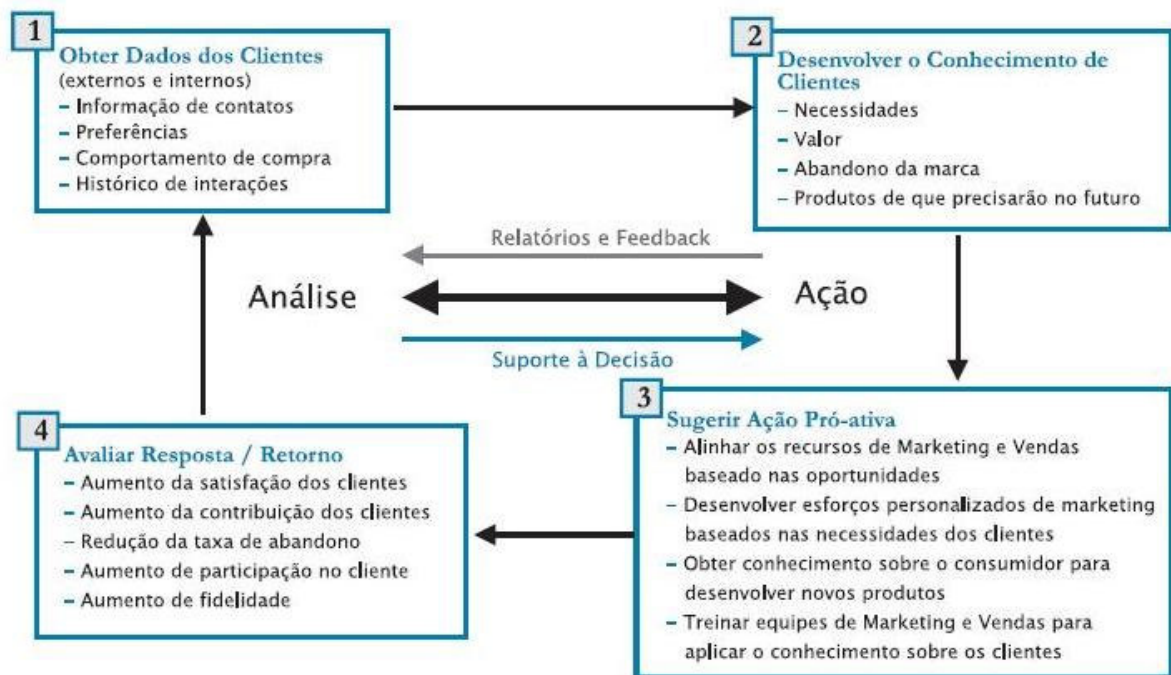 1
Obter Dados dos Clientes
(externos e internos)
– Informação de contatos
– Preferências
– Comportamento de compra
– Histórico de interações
2
Desenvolver o Conhecimento de
Clientes
– Necessidades
– Valor
– Abandono da marca
– Produtos de que precisarão no futuro
Relatórios e Feedback
Análise
Ação
Suporte à Decisão
3
Sugerir Ação Pró-ativa
– Alinhar os recursos de Marketing e Vendas
baseado nas oportunidades
– Desenvolver esforços personalizados de marketing
baseados nas necessidades dos clientes
– Obter conhecimento sobre o consumidor para
desenvolver novos produtos
– Treinar equipes de Marketing e Vendas para
aplicar o conhecimento sobre os clientes
4
Avaliar Resposta / Retorno
– Aumento da satisfação dos clientes
– Aumento da contribuição dos clientes
– Redução da taxa de abandono
– Aumento de participação no cliente
– Aumento de fidelidade